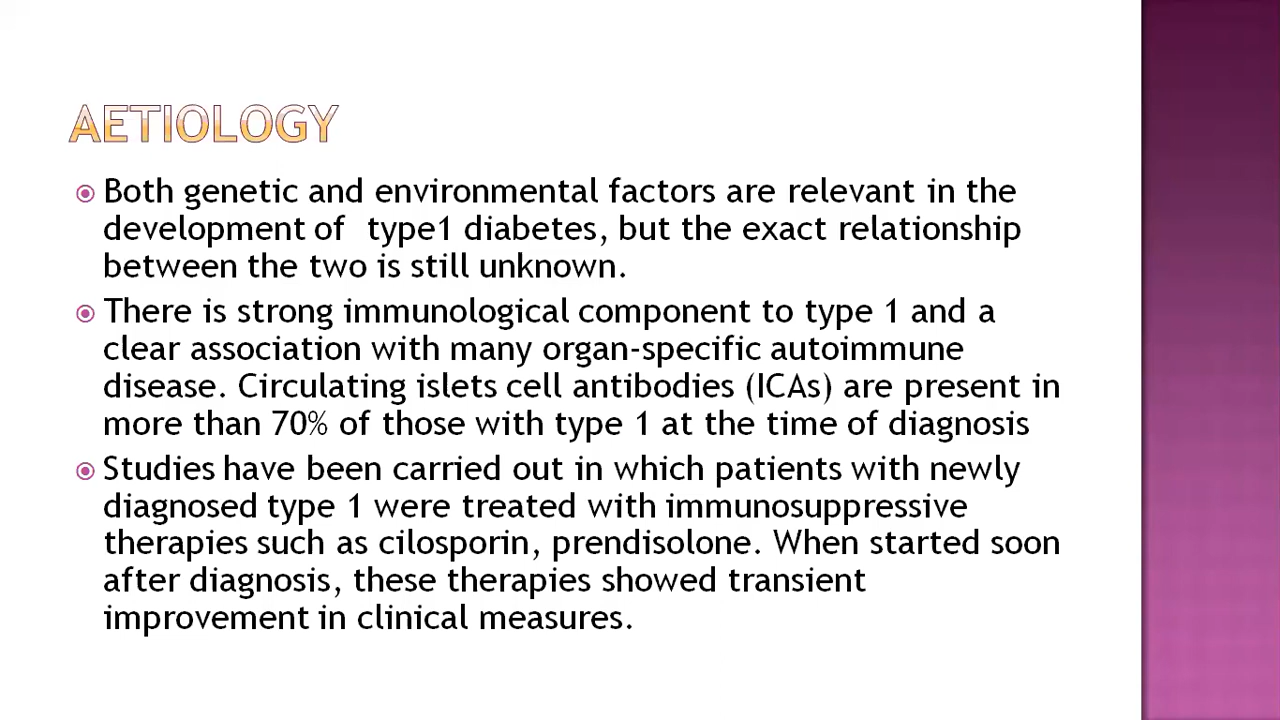 AETIOLOGY
Both genetic and environmental factors are relevant in the
development of type1 diabetes, but the exact relationship
between the two is still unknown.
There is strong immunological component to type 1 and a
clear association with many organ-specific autoimmune
disease. Circulating islets cell antibodies (ICAs) are present in
more than 70% of those with type 1 at the time of diagnosis
Studies have been carried out in which patients with newly
diagnosed type 1 were treated with immunosuppressive
therapies such as cilosporin, prendisolone. When started soon
after diagnosis, these therapies showed transient
improvement in clinical measures.